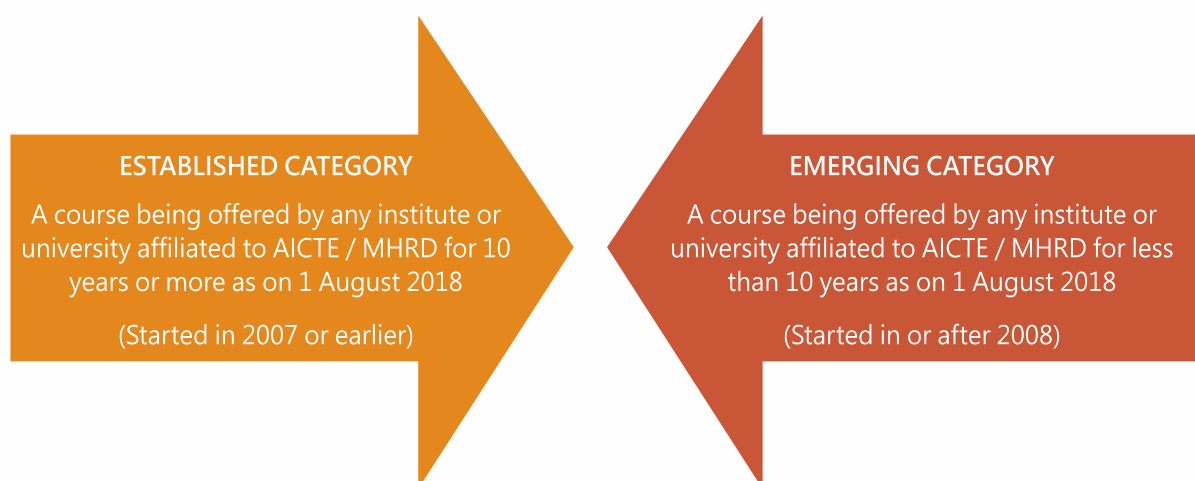 ESTABLISHED CATEGORY
A course being offered by any institute or
university affiliated to AICTE / MHRD for 10
years or more as on 1 August 2018
(Started in 2007 or earlier)
EMERGING CATEGORY
A course being offered by any institute or
university affiliated to AICTE / MHRD for less
than 10 years as on 1 August 2018
(Started in or after 2008)